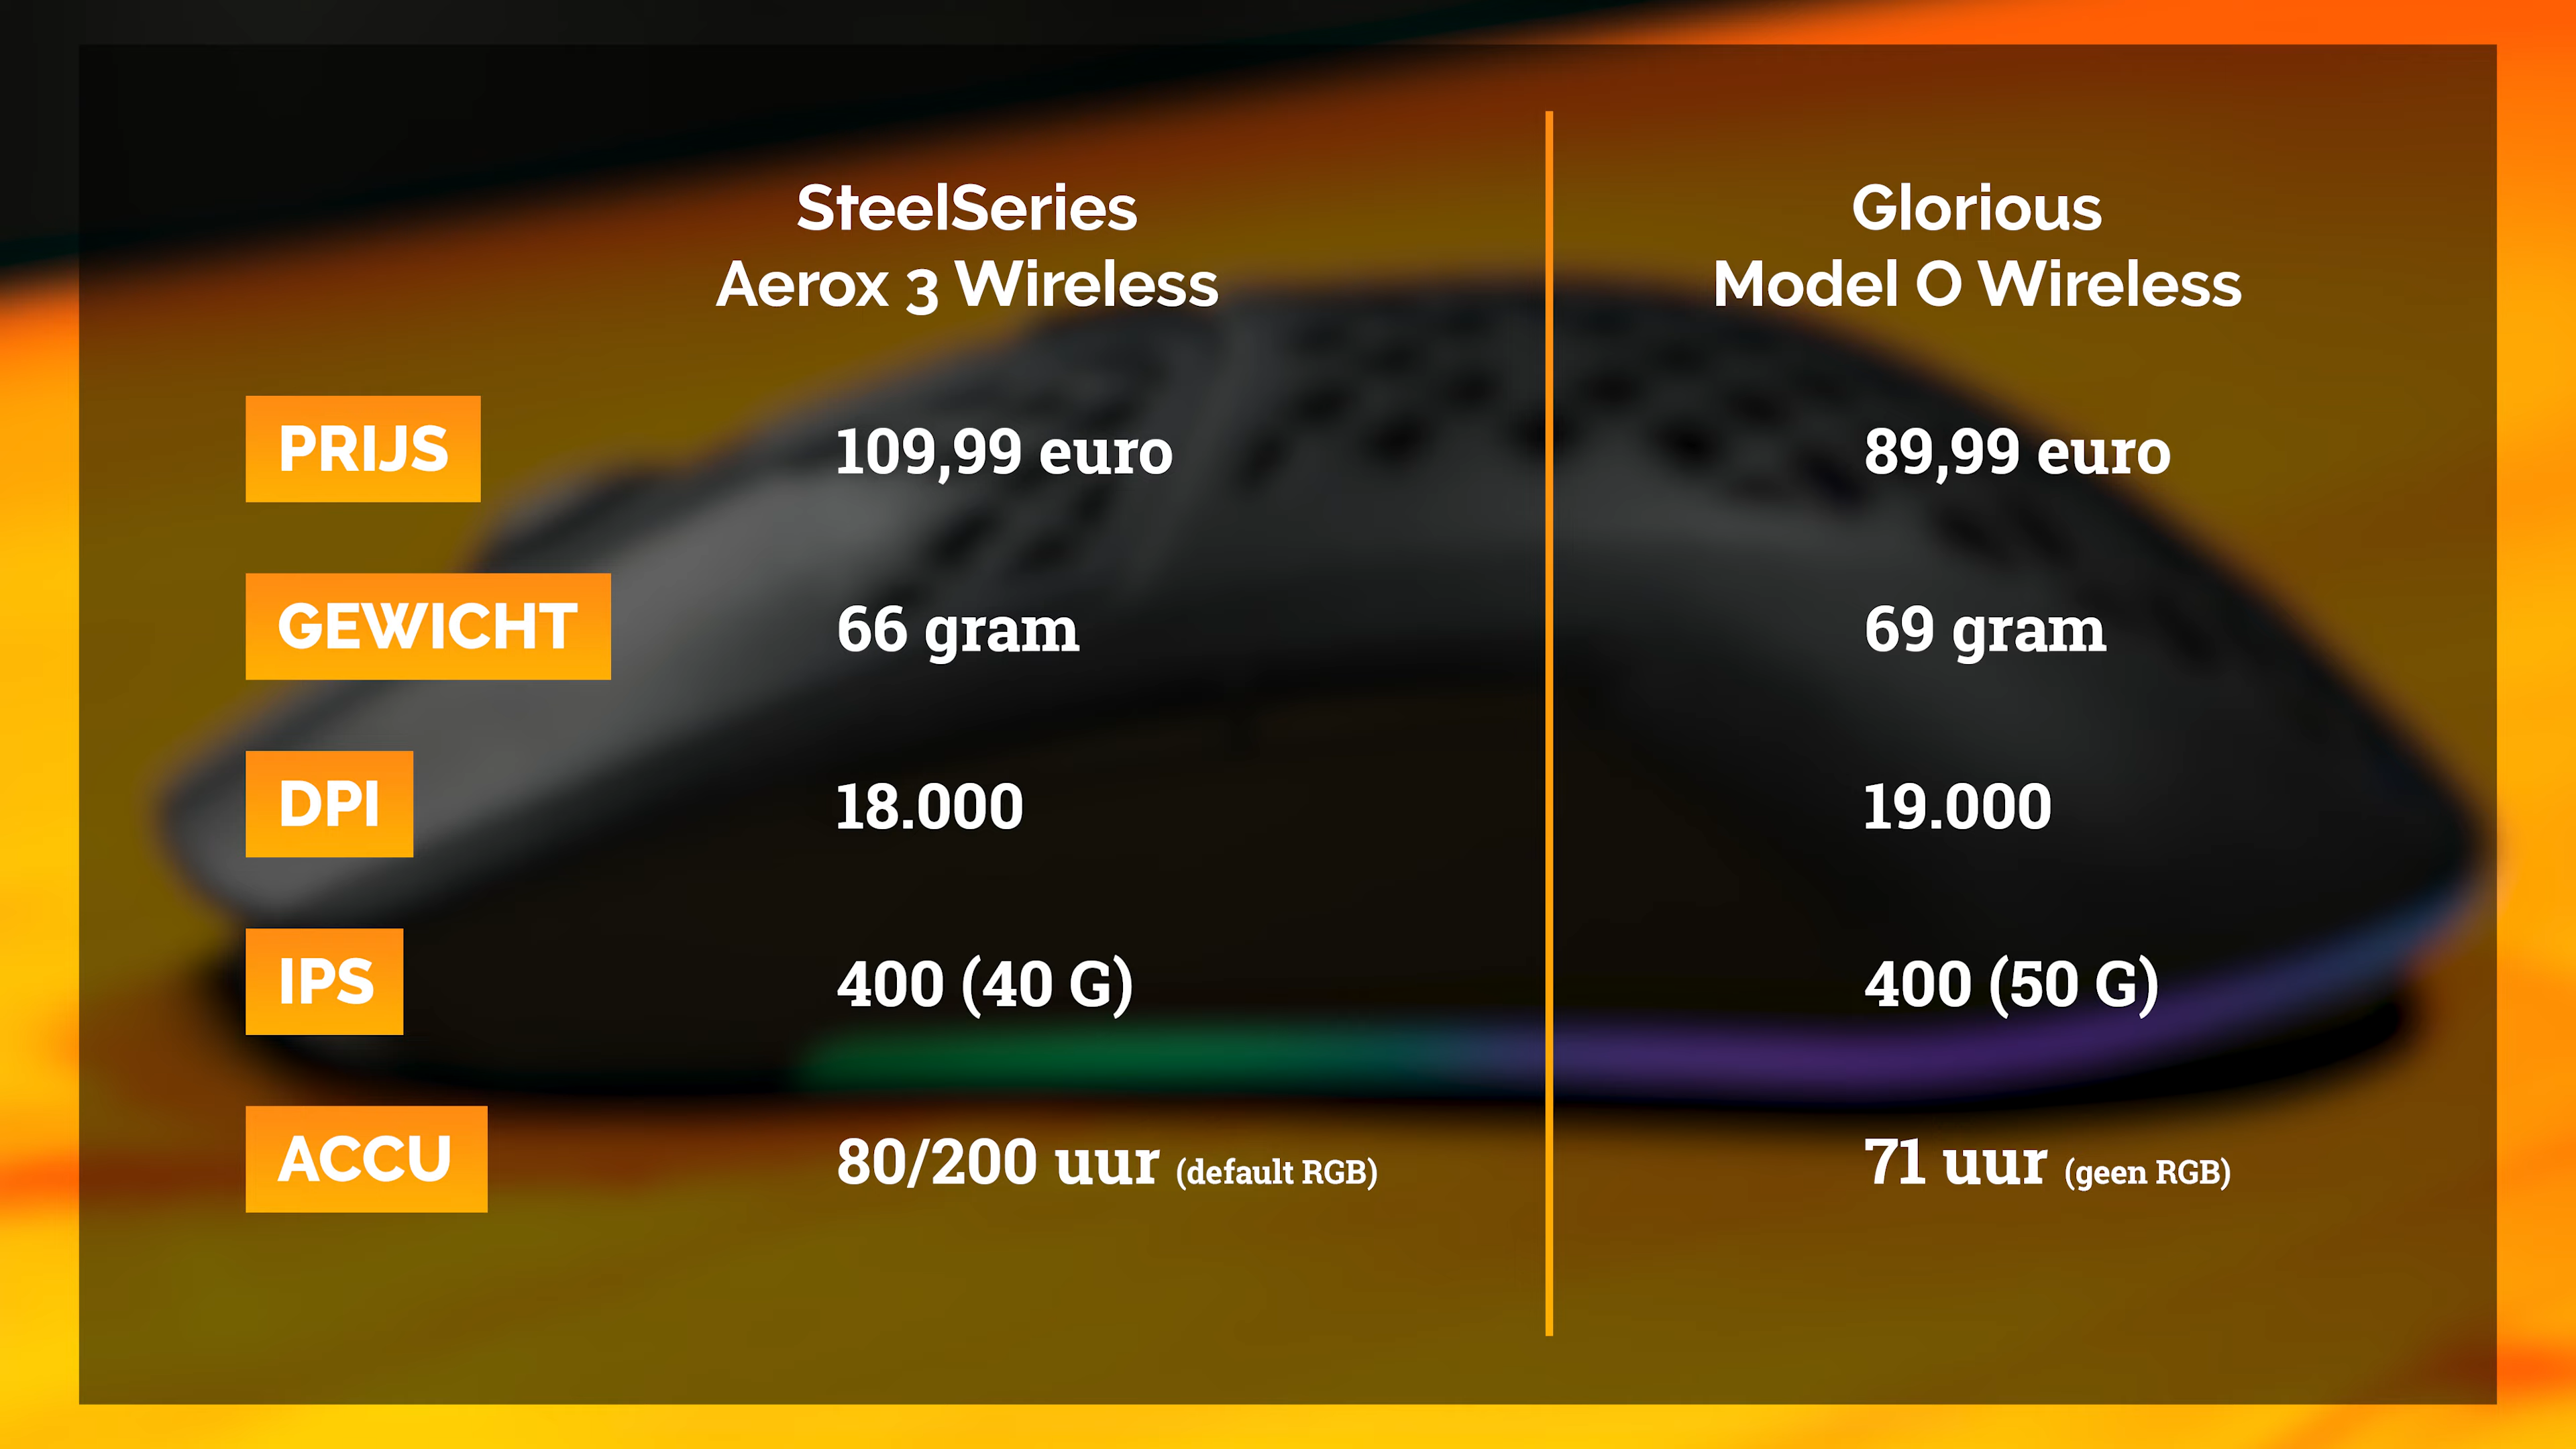 SteelSeries
Aerox 3 Wireless
Glorious
Model O Wireless
PRIJS 109,99 euro 89,99 euro
GEWICHT 66 gram 69 gram
DPI 18.000 19.000
IPS 400 (40 G) 400 (50 G)
ACCU 80/200 uur (default RGB) 71 uur (geen RGB)